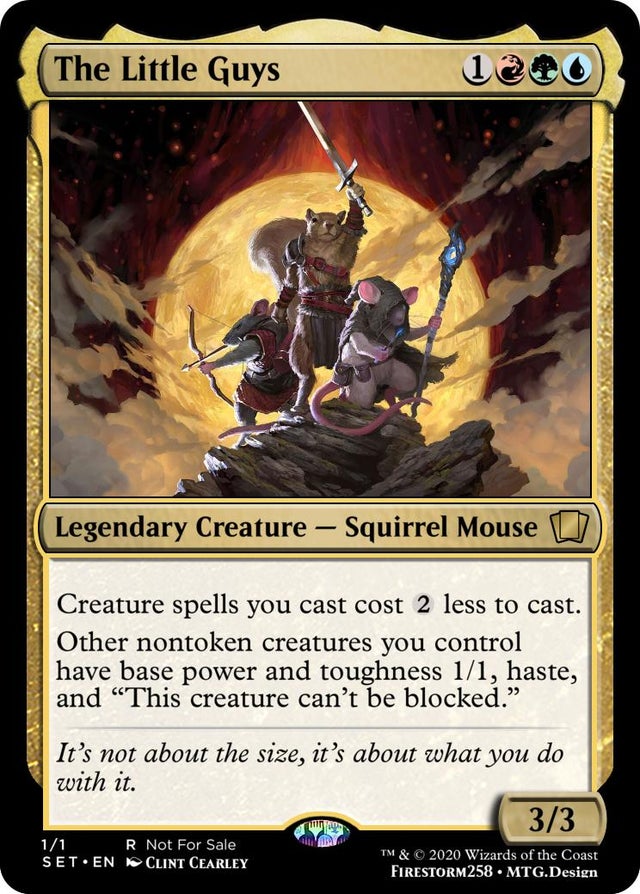 The Little Guys 1
Legendary Creature — Squirrel Mouse
Creature spells you cast cost 2 less to cast.
Other nontoken creatures you control
have base power and toughness 1/1, haste,
and “This creature can’t be blocked.”
It’s not about the size, it’s about what you do
with it.
3/3
1/1 R Not For Sale
SET • EN CLINT CEARLEY
™ & © 2020 Wizards of the Coast
FIRESTORM258 • MTG.DESIGN